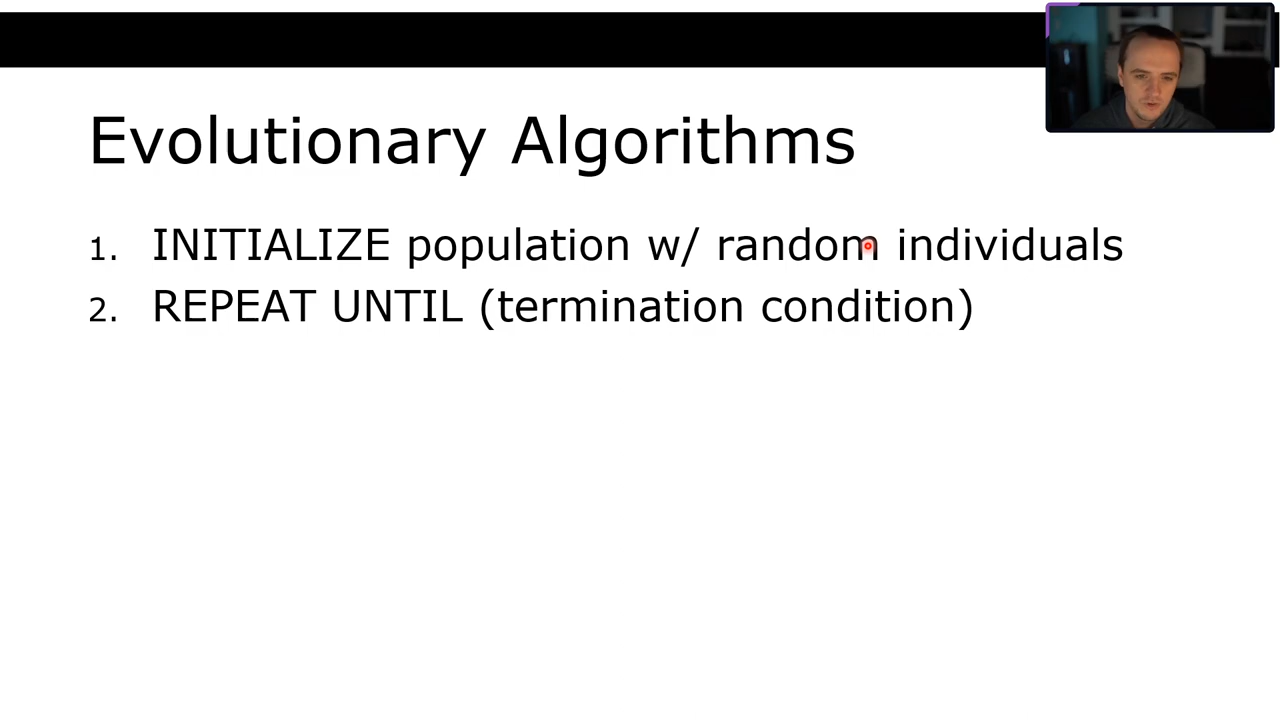 Evolutionary Algorithms
1. INITIALIZE population w/ random individuals
2. REPEAT UNTIL (termination condition)